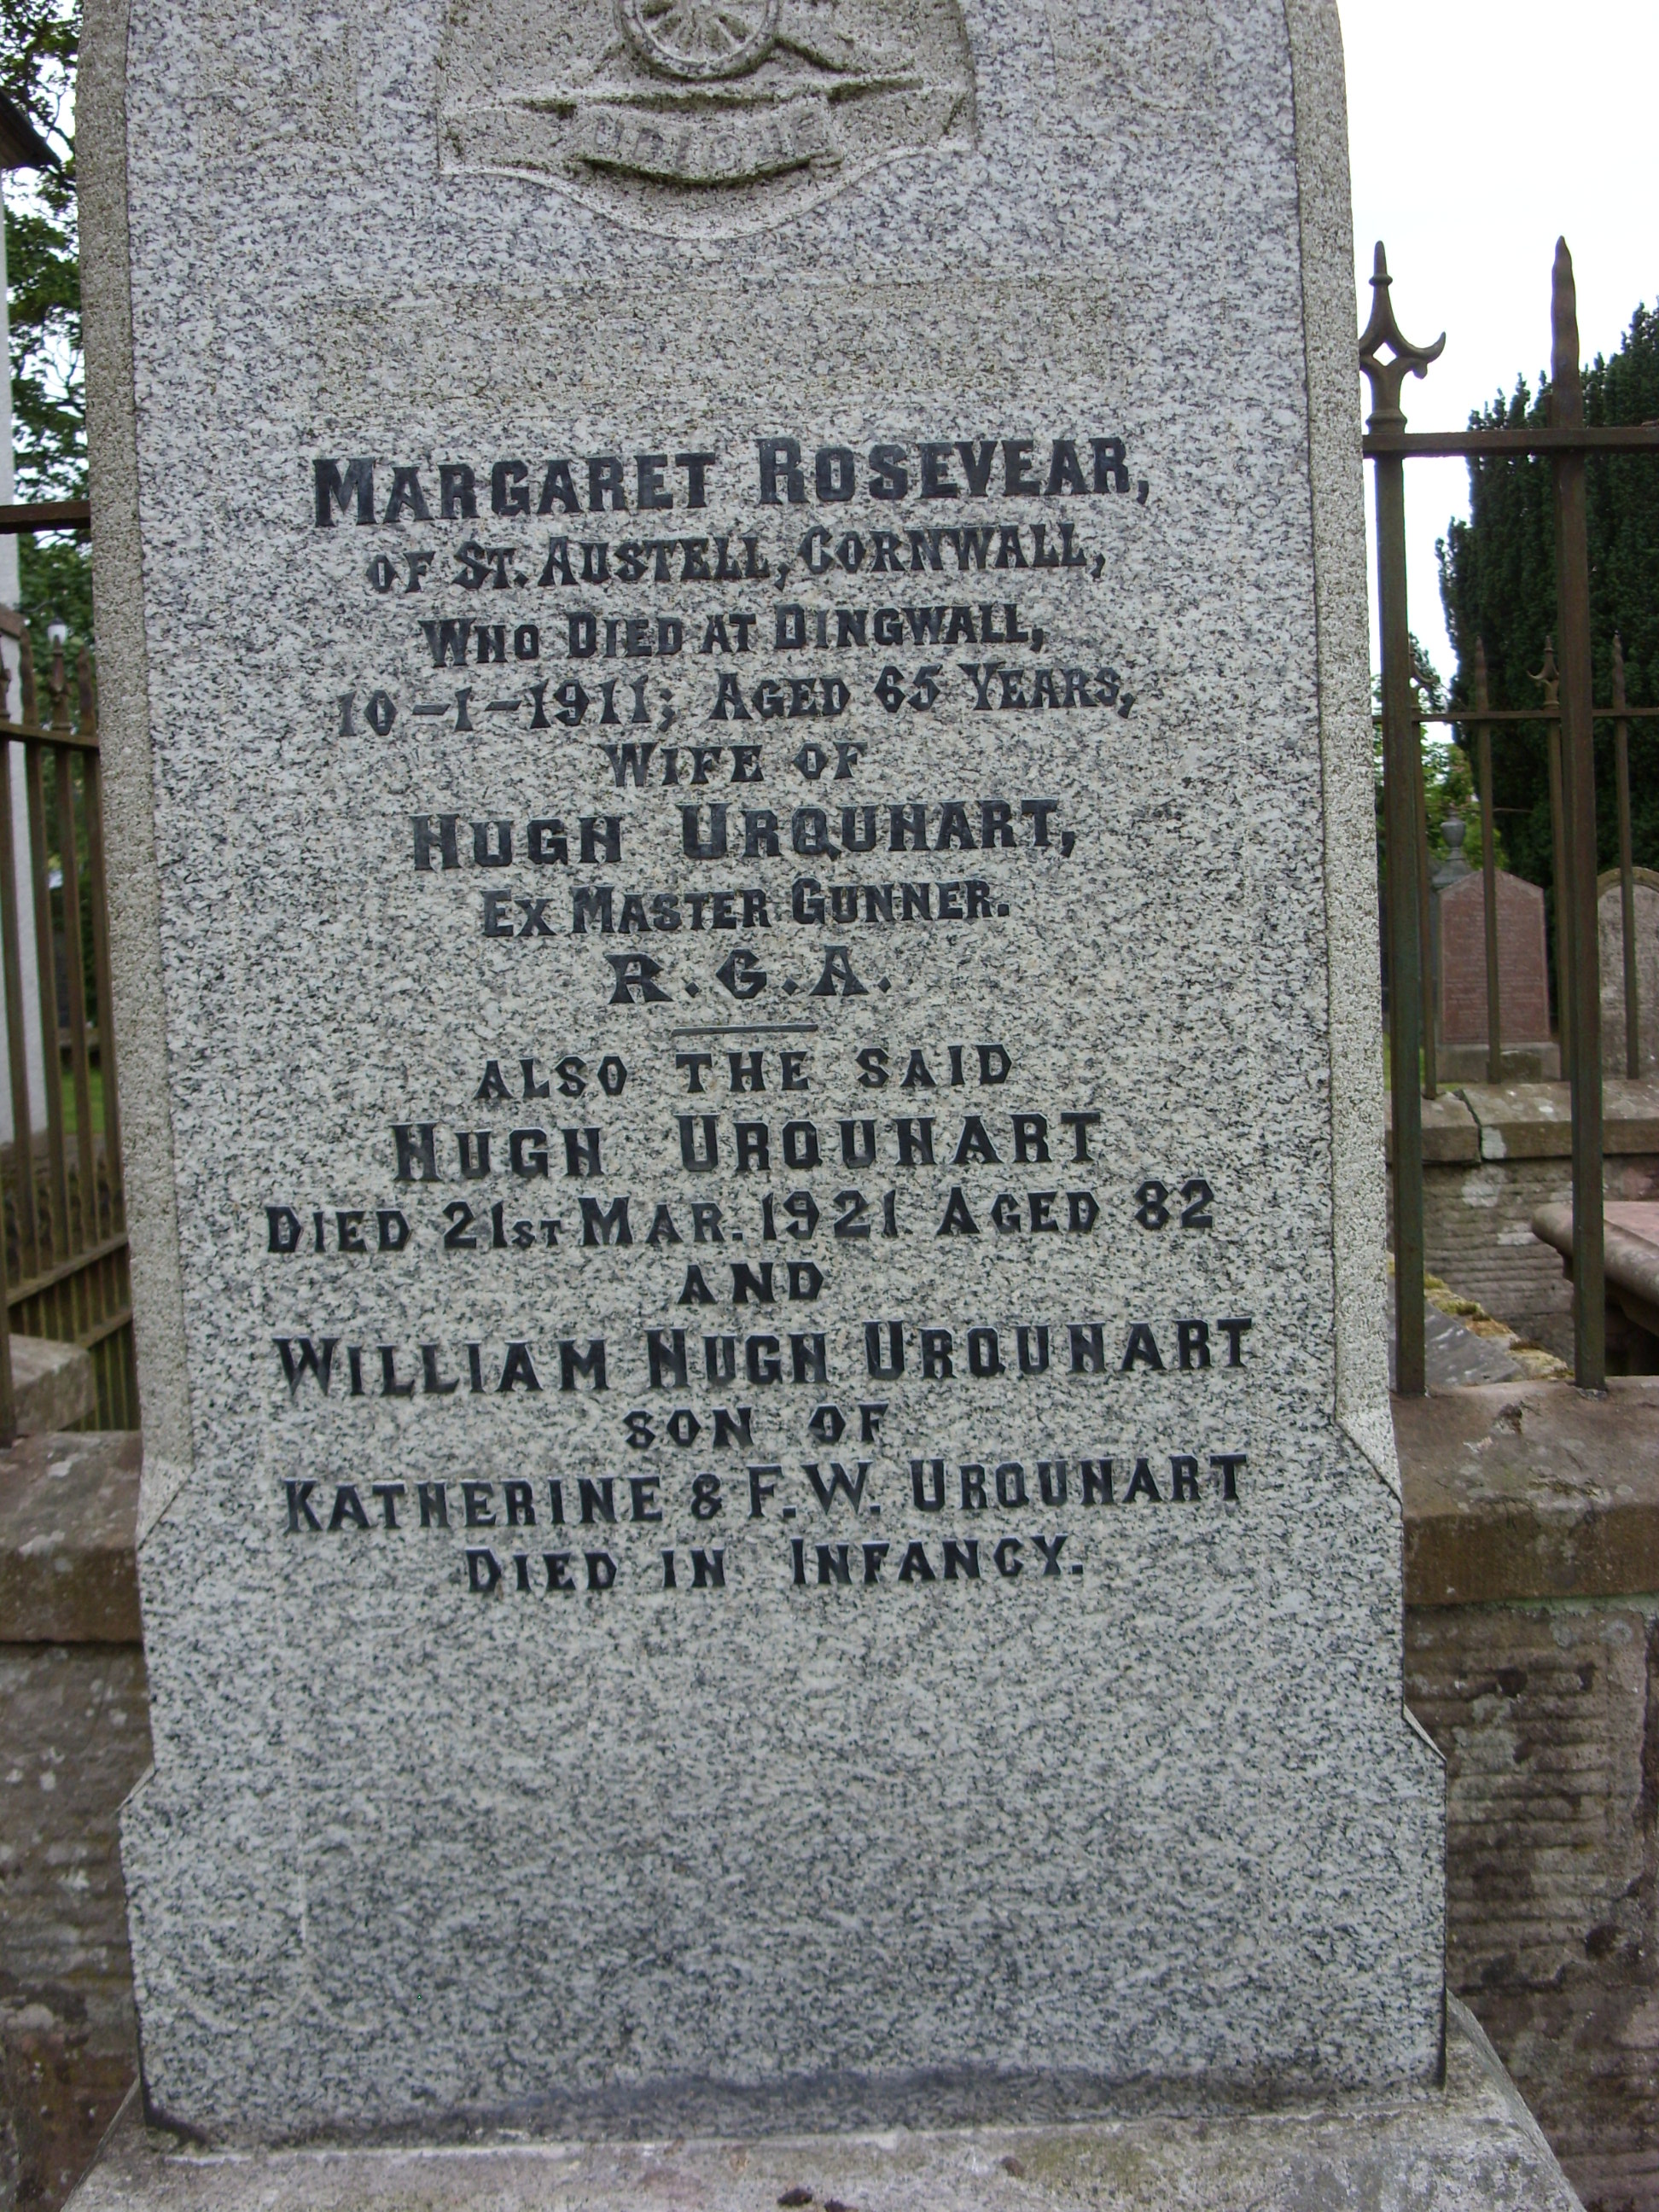 UBIQUE
MARGARET ROSEVEAR,
OF ST. AUSTELL, CORNWALL,
WHO DIED AT DINGWALL,
10-1-1911; AGED 65 YEARS,
WIFE OF
HUGH URQUHART,
EX MASTER GUNNER.
R.G.A.
ALSO THE SAID
HUGH URQUHART
DIED 21ST MAR. 1921 AGED 82
AND
WILLIAM HUGH URQUHART
SON OF
KATHERINE & F.W. URQUHART
DIED IN INFANCY.